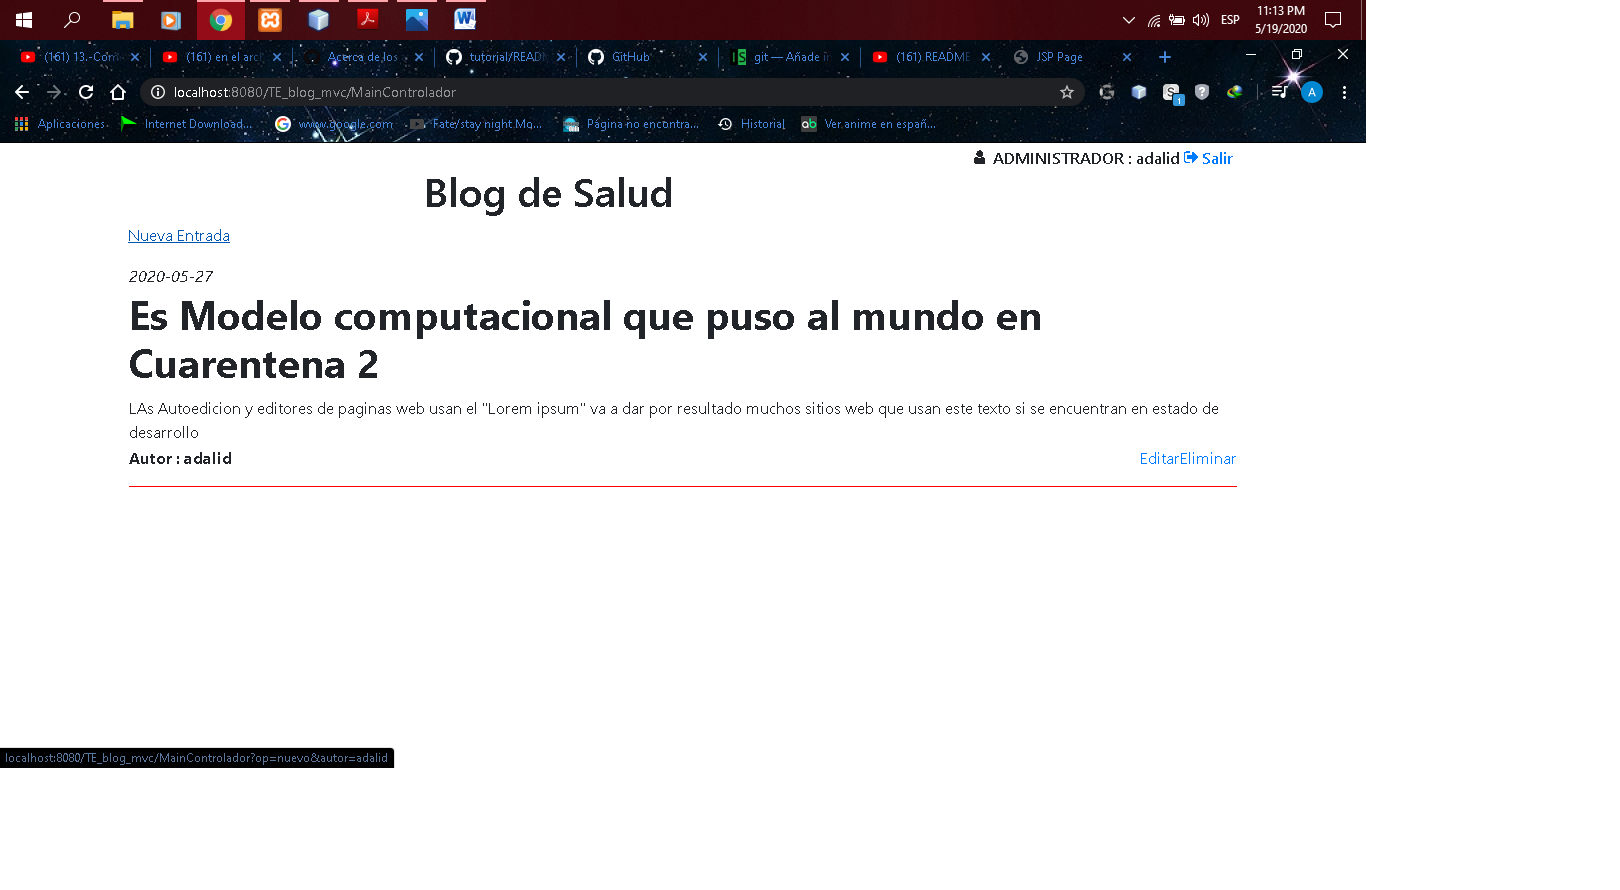 ESP
11:13 PM
5/19/2020
(161) 13.-Com
(161) en el arch
Acerca de los
tutorial/READ
GitHub
git — Añade in
(161) README
JSP Page
localhost:8080/TE_blog_mvc/MainControlador
A
Aplicaciones
Internet Download...
www.google.com
Fate/stay night Mo...
Página no encontra...
Historial
Ver anime en españ...
ADMINISTRADOR : adalid Salir
Blog de Salud
Nueva Entrada
2020-05-27
Es Modelo computacional que puso al mundo en
Cuarentena 2
LAs Autoedicion y editores de paginas web usan el "Lorem ipsum" va a dar por resultado muchos sitios web que usan este texto si se encuentran en estado de
desarrollo
Autor : adalid
EditarEliminar
localhost:8080/TE_blog_mvc/MainControlador?op=nuevo&autor=adalid